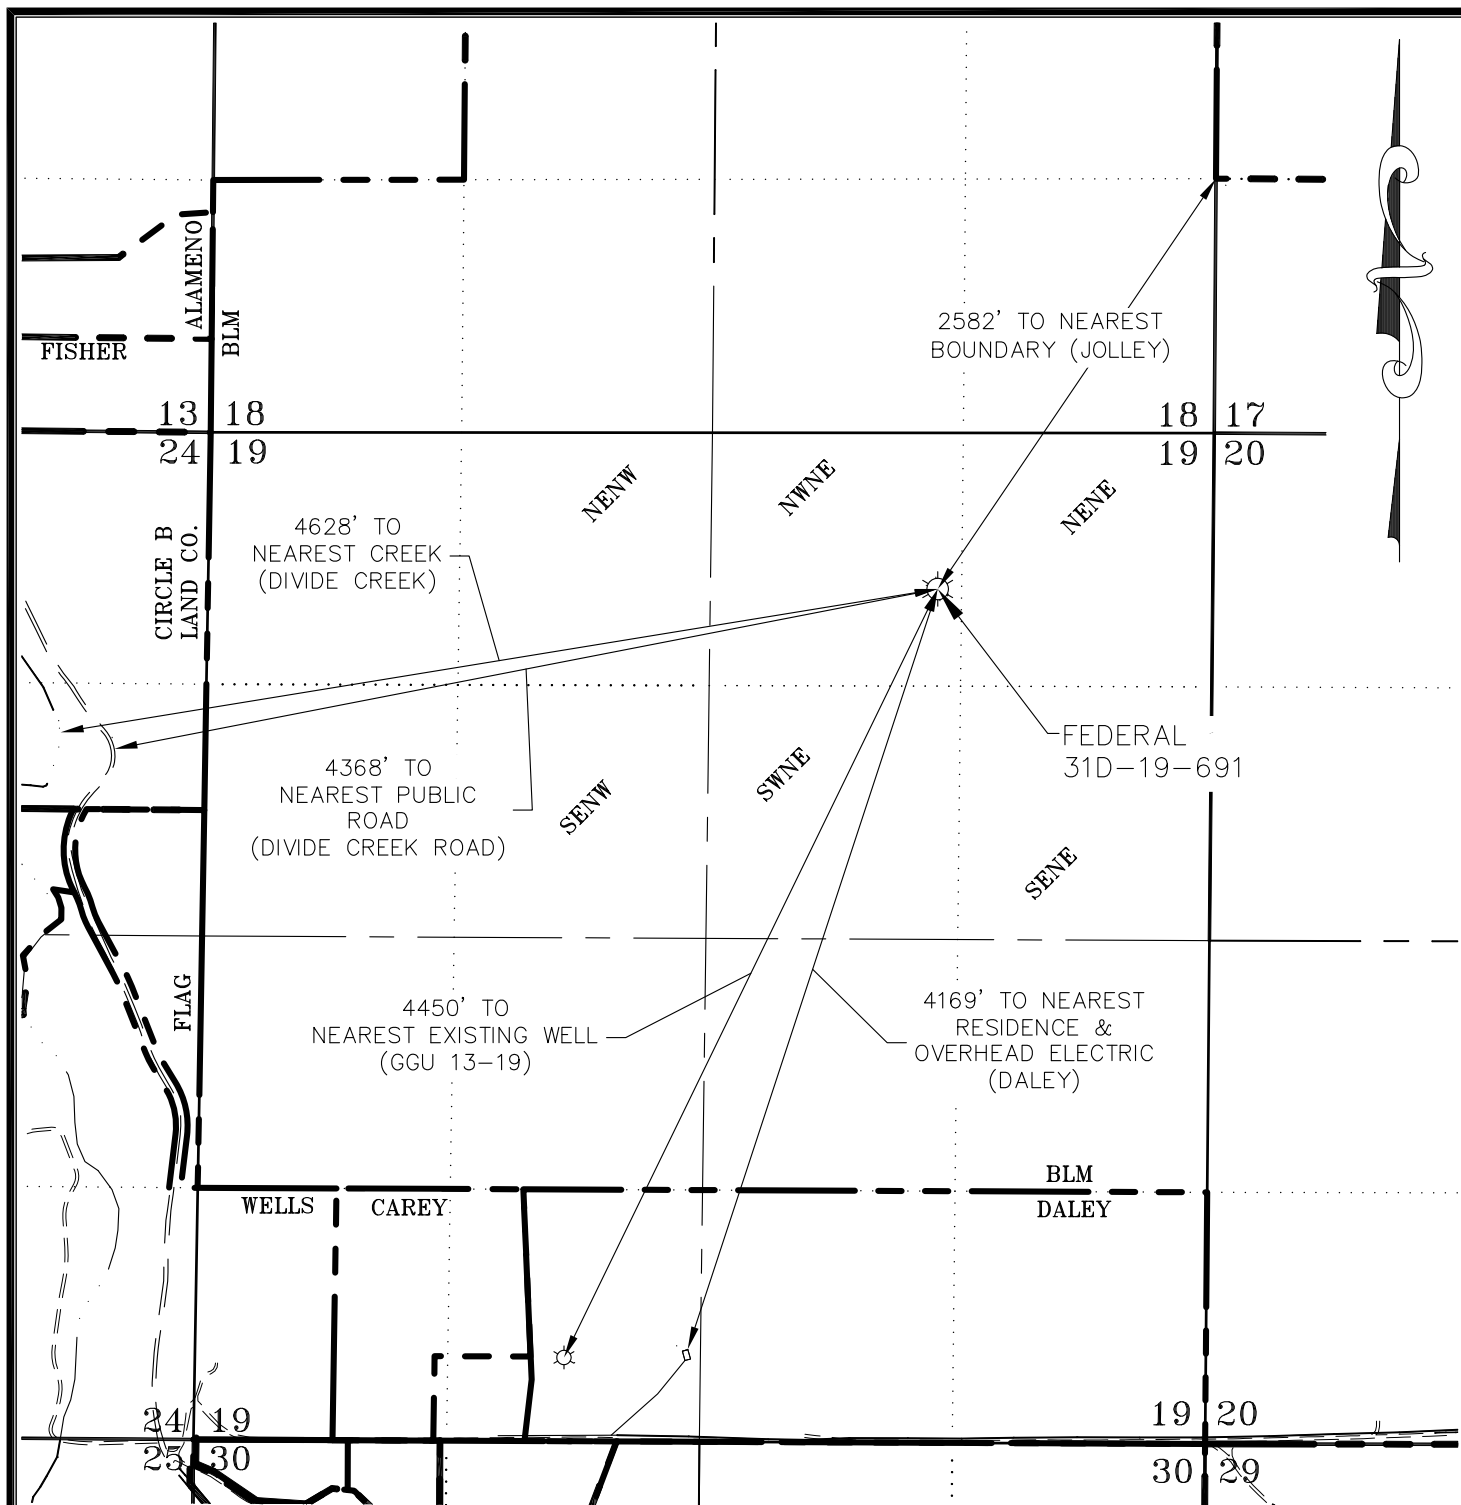 ALAMENO
BLM
FISHER
2582' TO NEAREST
BOUNDARY (JOLLEY)
13 18
24 19
18 17
19 20
NENW
NWNE
NENE
4628' TO
NEAREST CREEK
(DIVIDE CREEK)
CIRCLE B
LAND CO.
FEDERAL
31D-19-691
4368' TO
NEAREST PUBLIC
ROAD
(DIVIDE CREEK ROAD)
SENW
SWNE
SENE
FLAG
4450' TO
NEAREST EXISTING WELL
(GGU 13-19)
4169' TO NEAREST
RESIDENCE &
OVERHEAD ELECTRIC
(DALEY)
BLM
WELLS
CAREY
DALEY
24 19
25 30
19 20
30 29